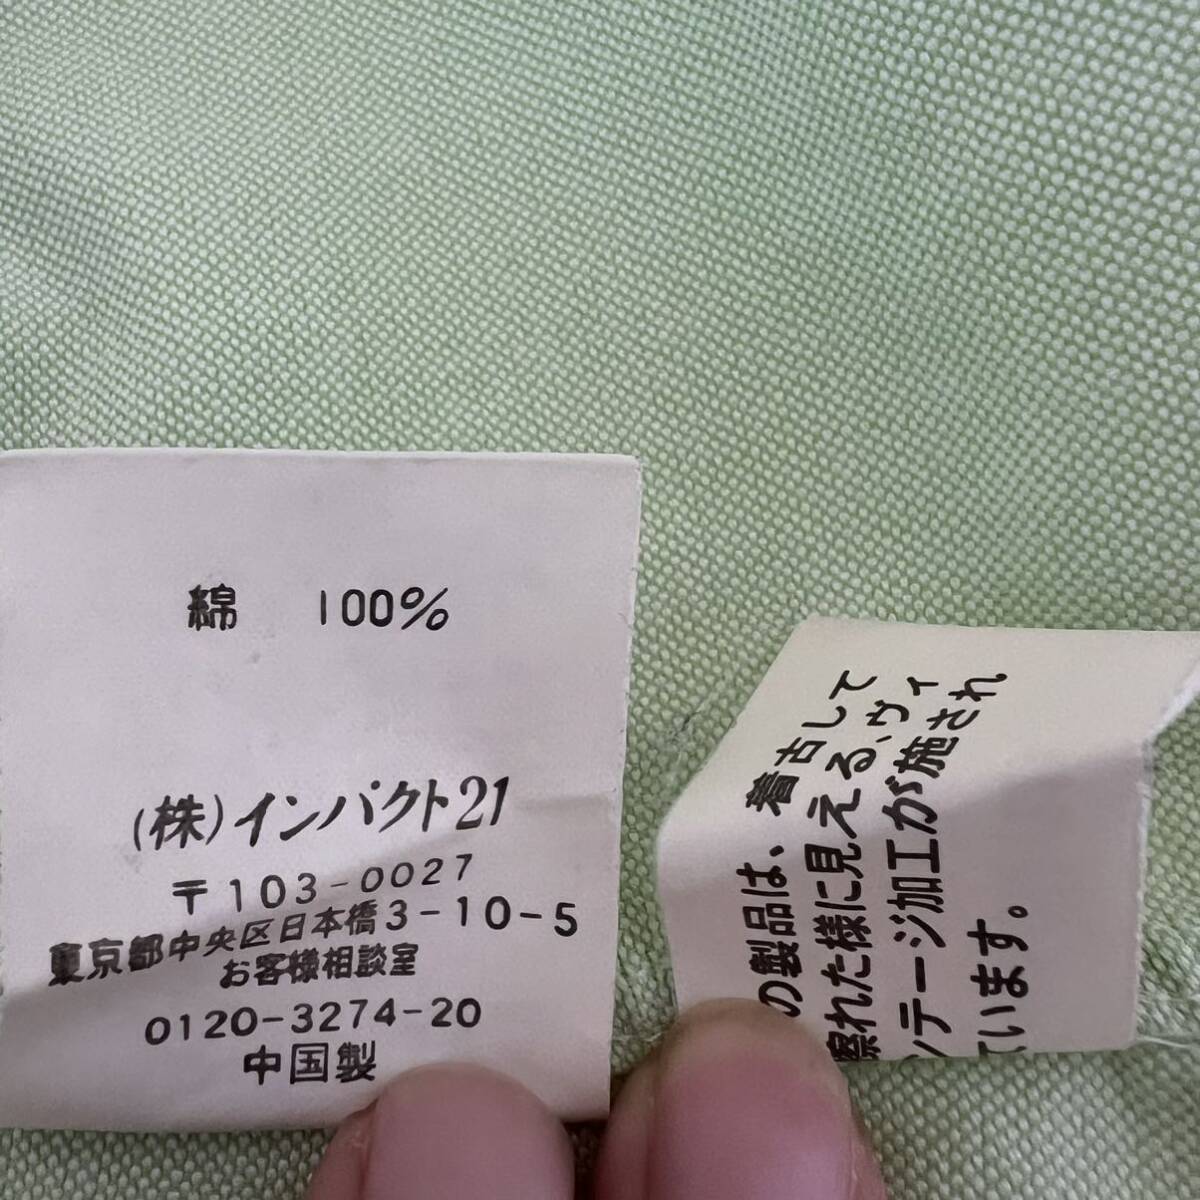 綿 100%
(株)インパクト21
〒103-0027
東京都中央区日本橋3-10-5
お客様相談室
0120-3274-20
中国製
の製品は、着古して
擦れた様に見える、ヴィ
ンテージ加工が施され
ています。